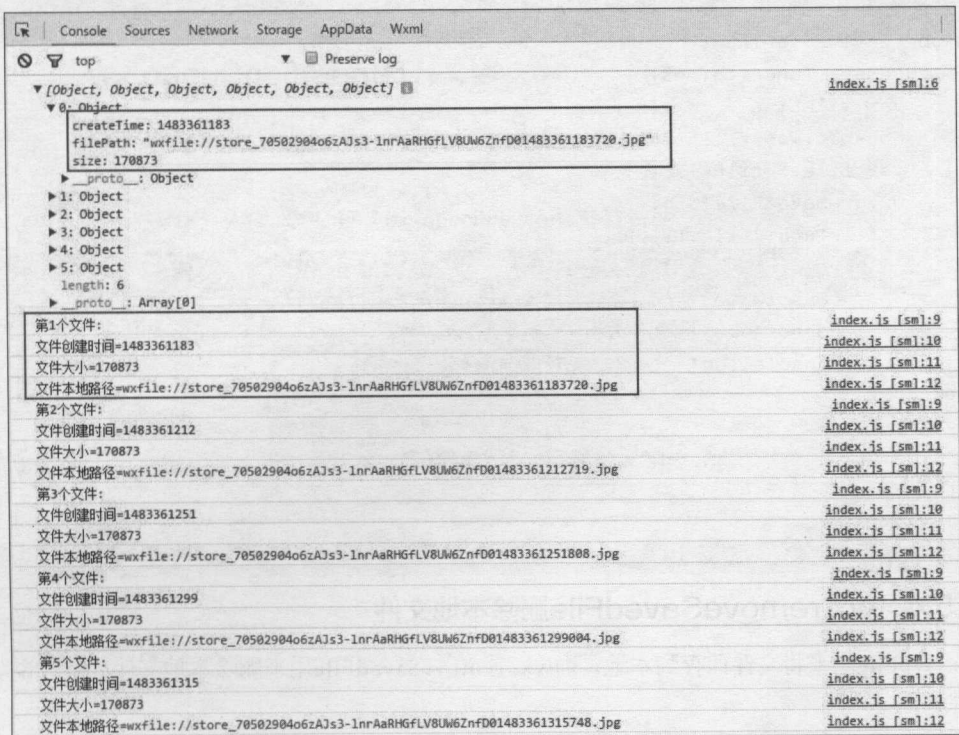 Console Sources Network Storage AppData Wxml
top Preserve log
[Object, Object, Object, Object, Object, Object] index.js [sm]:6
0: Object
createTime: 1483361183
filePath: "wxfile://store_70502904o6zAJs3-1nrAaRHGfLV8UW6ZnfD01483361183720.jpg"
size: 170873
__proto__: Object
1: Object
2: Object
3: Object
4: Object
5: Object
length: 6
__proto__: Array[0]
第1个文件: index.js [sm]:9
文件创建时间=1483361183 index.js [sm]:10
文件大小=170873 index.js [sm]:11
文件本地路径=wxfile://store_70502904o6zAJs3-1nrAaRHGfLV8UW6ZnfD01483361183720.jpg index.js [sm]:12
第2个文件: index.js [sm]:9
文件创建时间=1483361212 index.js [sm]:10
文件大小=170873 index.js [sm]:11
文件本地路径=wxfile://store_70502904o6zAJs3-1nrAaRHGfLV8UW6ZnfD01483361212719.jpg index.js [sm]:12
第3个文件: index.js [sm]:9
文件创建时间=1483361251 index.js [sm]:10
文件大小=170873 index.js [sm]:11
文件本地路径=wxfile://store_70502904o6zAJs3-1nrAaRHGfLV8UW6ZnfD01483361251808.jpg index.js [sm]:12
第4个文件: index.js [sm]:9
文件创建时间=1483361299 index.js [sm]:10
文件大小=170873 index.js [sm]:11
文件本地路径=wxfile://store_70502904o6zAJs3-1nrAaRHGfLV8UW6ZnfD01483361299004.jpg index.js [sm]:12
第5个文件: index.js [sm]:9
文件创建时间=1483361315 index.js [sm]:10
文件大小=170873 index.js [sm]:11
文件本地路径=wxfile://store_70502904o6zAJs3-1nrAaRHGfLV8UW6ZnfD01483361315748.jpg index.js [sm]:12